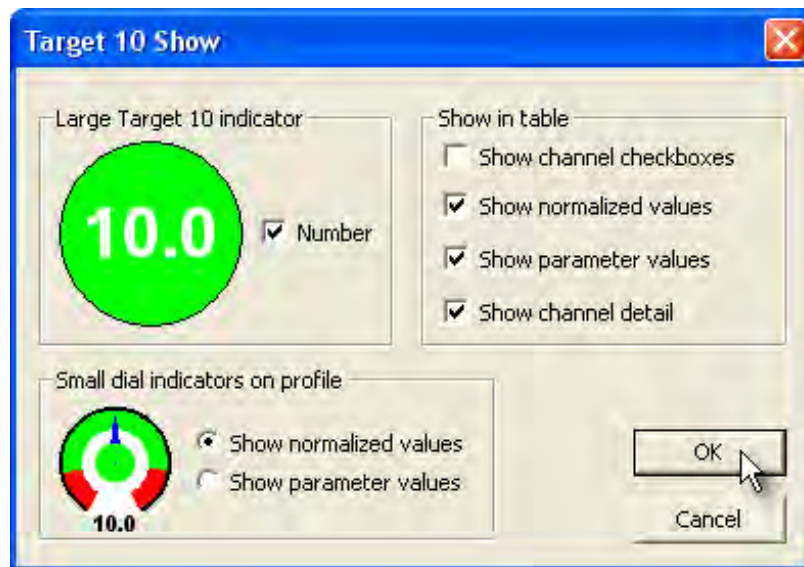 Target 10 Show
Large Target 10 indicator
10.0
Number
Show in table
Show channel checkboxes
Show normalized values
Show parameter values
Show channel detail
Small dial indicators on profile
10.0
Show normalized values
Show parameter values
OK
Cancel